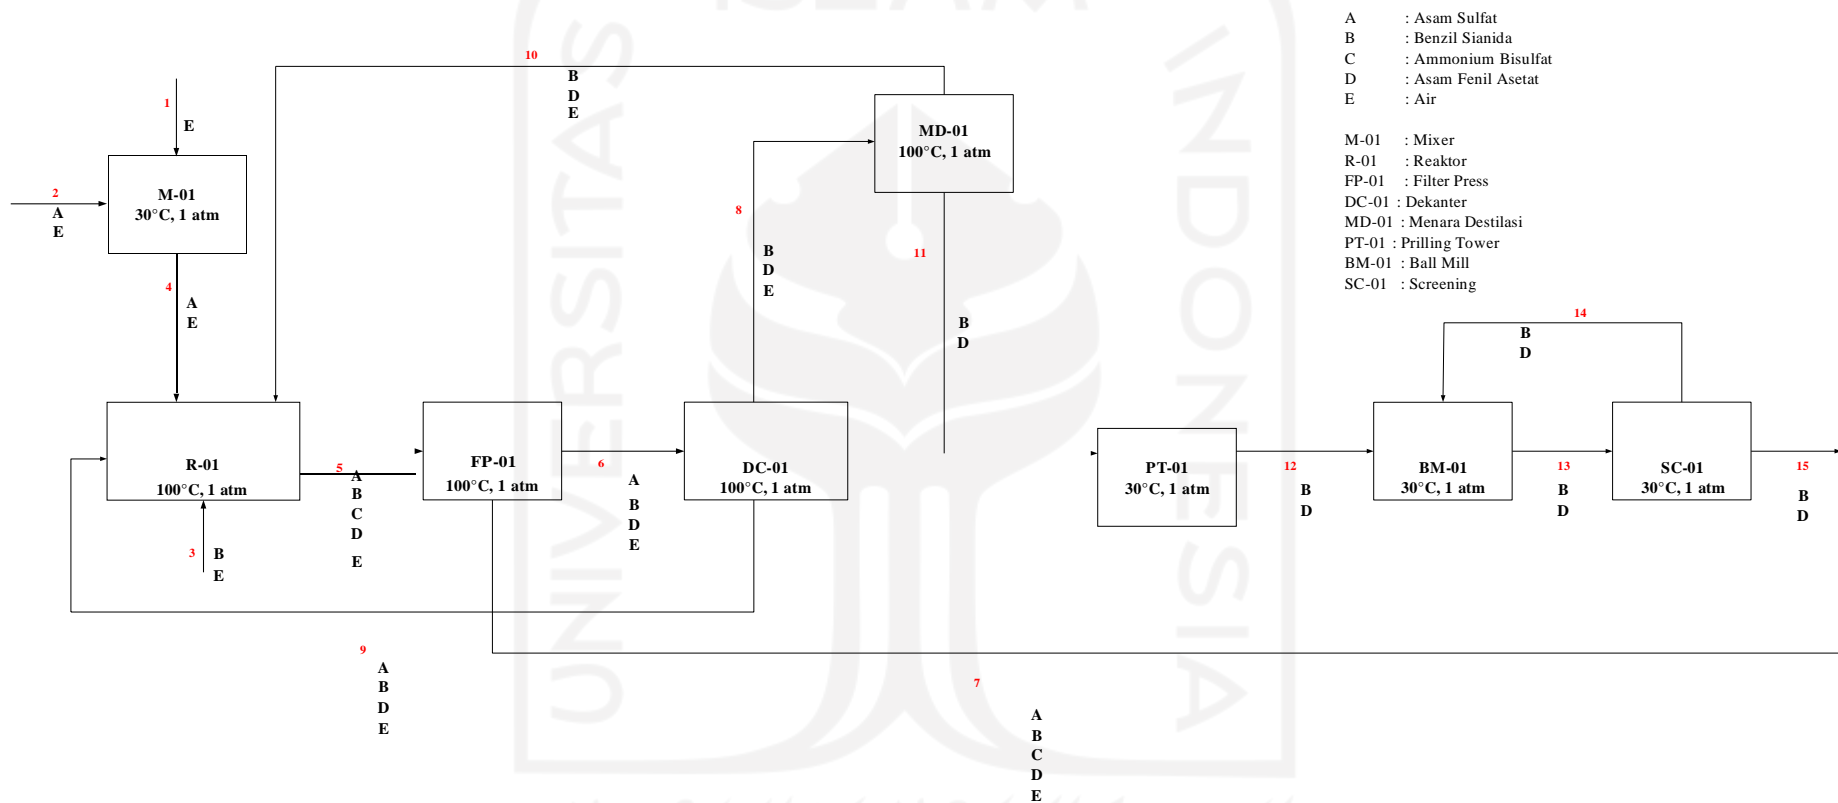 ISLAM
UNIVERSITAS
INDONESIA
A : Asam Sulfat
B : Benzil Sianida
C : Ammonium Bisulfat
D : Asam Fenil Asetat
E : Air
M-01 : Mixer
R-01 : Reaktor
FP-01 : Filter Press
DC-01 : Dekanter
MD-01 : Menara Destilasi
PT-01 : Prilling Tower
BM-01 : Ball Mill
SC-01 : Screening
10
B
D
E
1
E
MD-01
100°C, 1 atm
2
A
E
M-01
30°C, 1 atm
8
B
D
E
11
B
D
4
A
E
14
B
D
R-01
100°C, 1 atm
3
B
E
5
A
B
C
D
E
FP-01
100°C, 1 atm
6
A
B
D
E
DC-01
100°C, 1 atm
PT-01
30°C, 1 atm
12
B
D
BM-01
30°C, 1 atm
13
B
D
SC-01
30°C, 1 atm
15
B
D
9
A
B
D
E
7
A
B
C
D
E